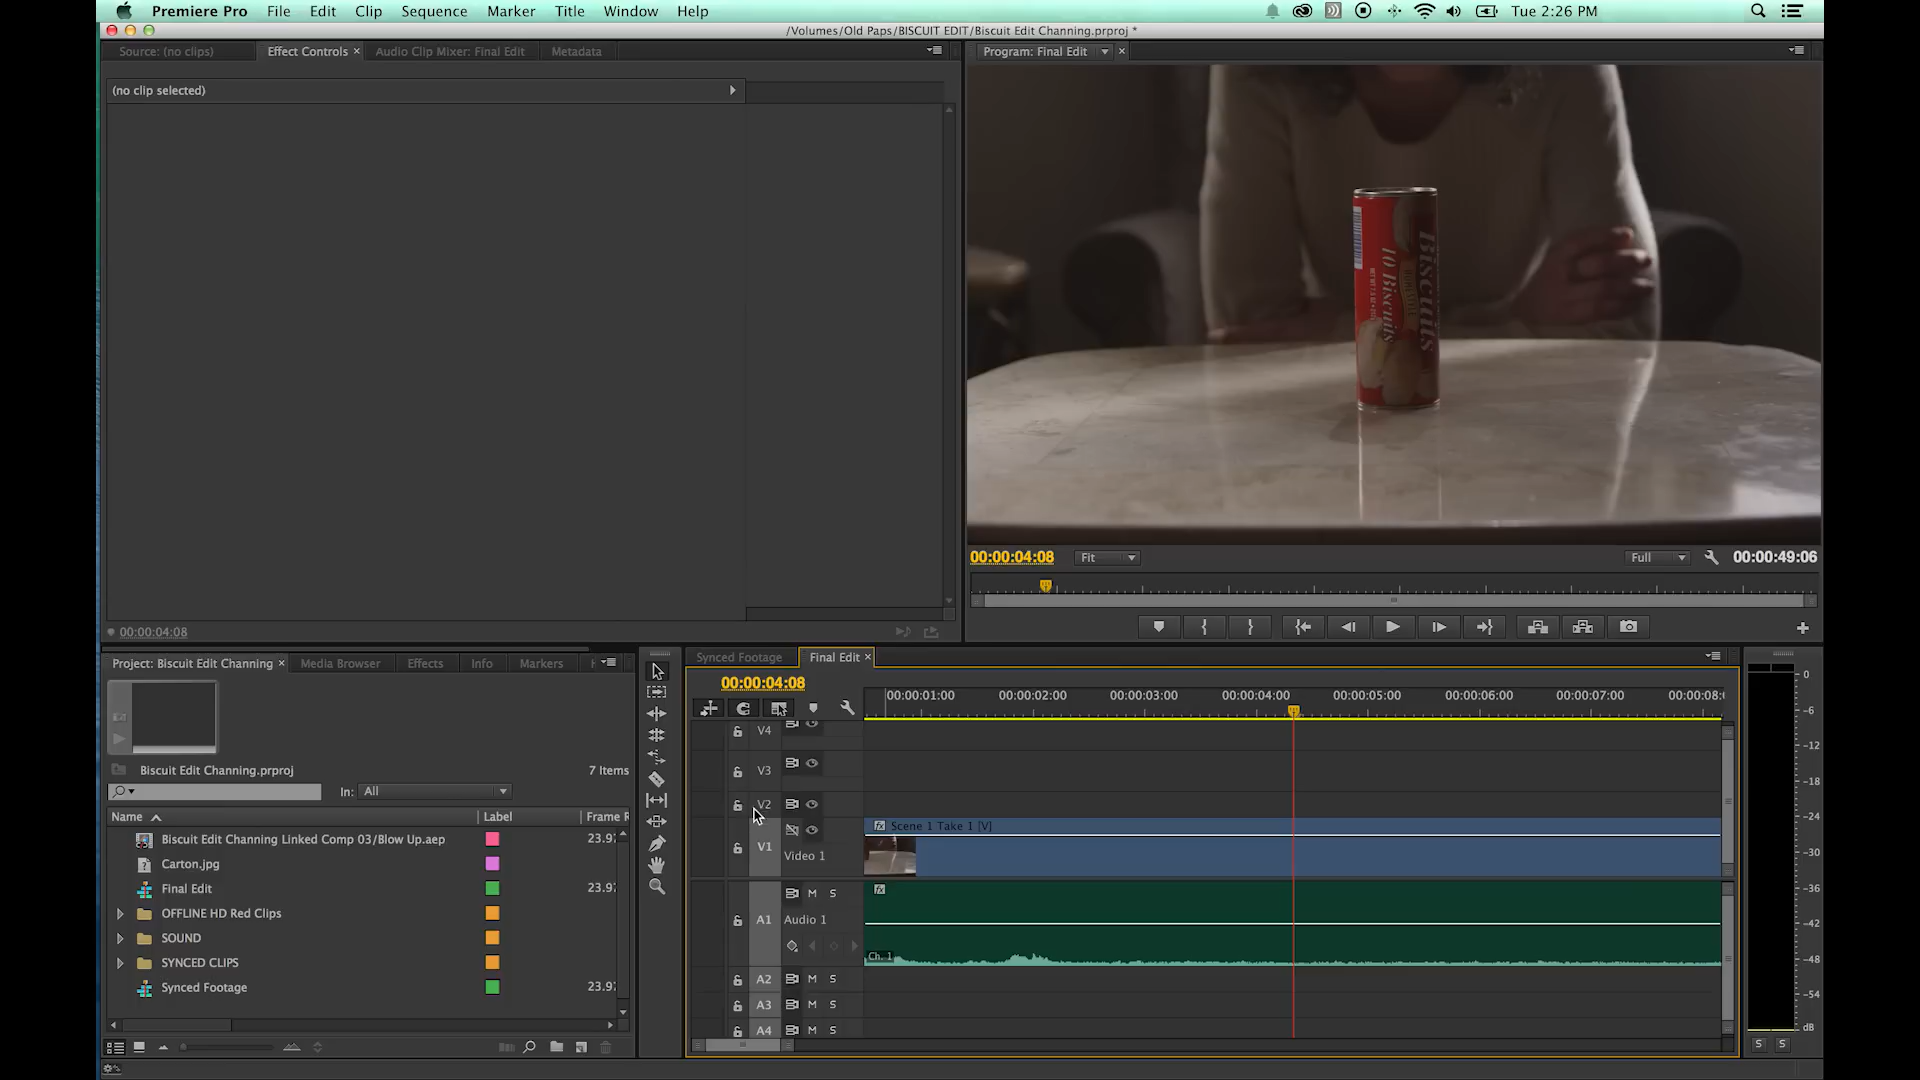 Premiere Pro File Edit Clip Sequence Marker Title Window Help Tue 2:26 PM
/Volumes/Old Paps/BISCUIT EDIT/Biscuit Edit Channing.prproj *
Source: (no clips) Effect Controls × Audio Clip Mixer: Final Edit Metadata
Program: Final Edit ×
(no clip selected)
Biscuits
10 Biscuits
00:00:04:08 Fit Full 00:00:49:06
00:00:04:08
Project: Biscuit Edit Channing × Media Browser Effects Info Markers
Biscuit Edit Channing.prproj 7 Items
In: All
Name Label Frame R
Biscuit Edit Channing Linked Comp 03/Blow Up.aep 23.97
Carton.jpg
Final Edit 23.97
OFFLINE HD Red Clips
SOUND
SYNCED CLIPS
Synced Footage 23.97
Synced Footage Final Edit ×
00:00:04:08
00:00:01:00 00:00:02:00 00:00:03:00 00:00:04:00 00:00:05:00 00:00:06:00 00:00:07:00 00:00:08:0
V4
V3
V2
V1 Video 1
fx Scene 1 Take 1 [V]
A1 Audio 1 M S
fx
Ch. 1
A2 M S
A3 M S
A4 M S
0
-6
-12
-18
-24
-30
-36
-42
-48
-54
dB
S S